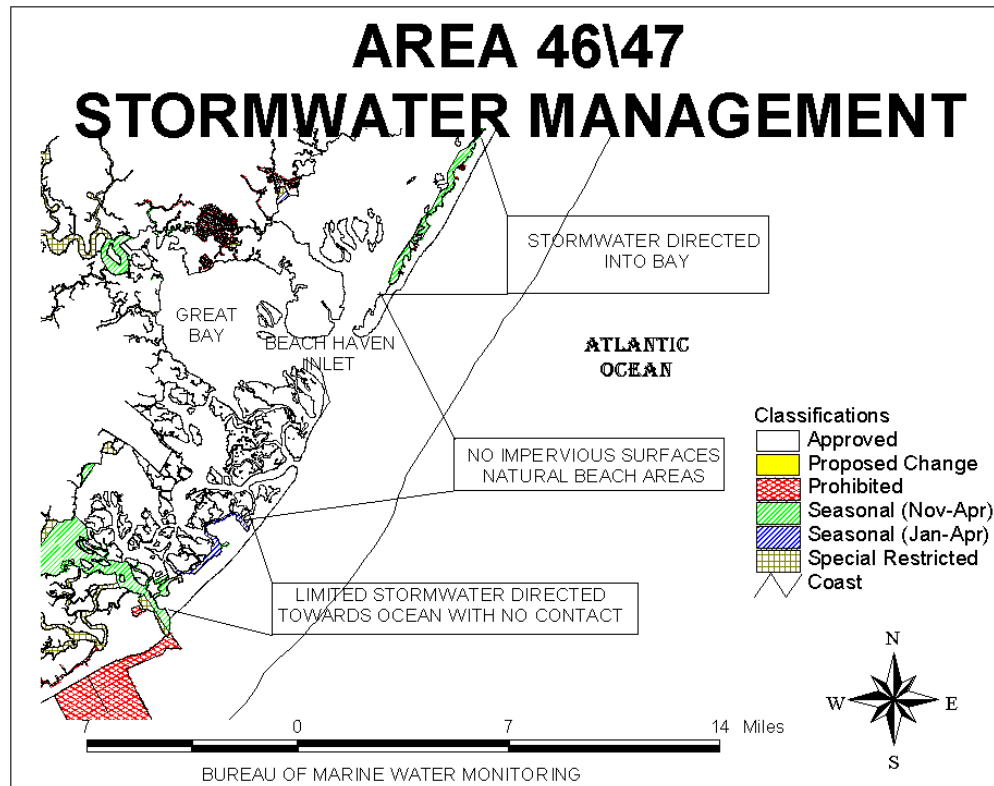 AREA 46\47
STORMWATER MANAGEMENT
STORMWATER DIRECTED
INTO BAY
GREAT
BAY
BEACH HAVEN
INLET
ATLANTIC
OCEAN
NO IMPERVIOUS SURFACES
NATURAL BEACH AREAS
LIMITED STORMWATER DIRECTED
TOWARDS OCEAN WITH NO CONTACT
Classifications
Approved
Proposed Change
Prohibited
Seasonal (Nov-Apr)
Seasonal (Jan-Apr)
Special Restricted
Coast
N
W E
S
7 0 7 14 Miles
BUREAU OF MARINE WATER MONITORING